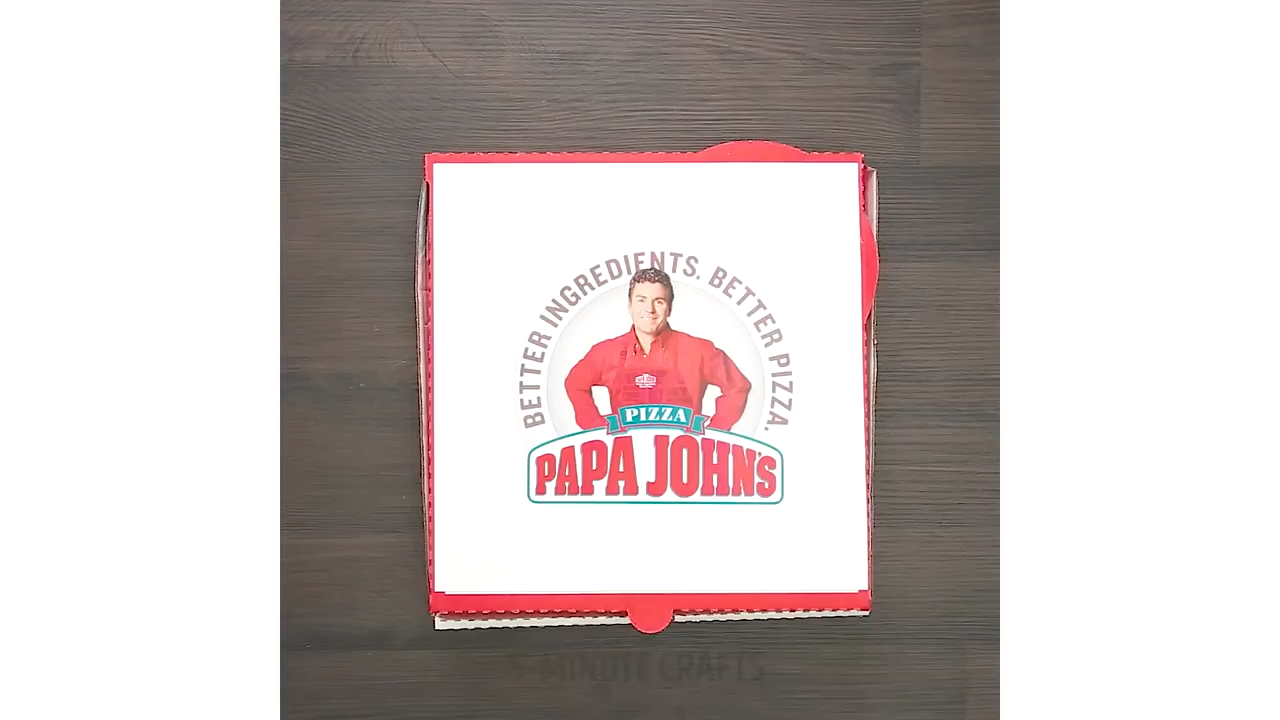 BETTER INGREDIENTS. BETTER PIZZA.
PIZZA
PAPA JOHN'S
5-MINUTE CRAFTS